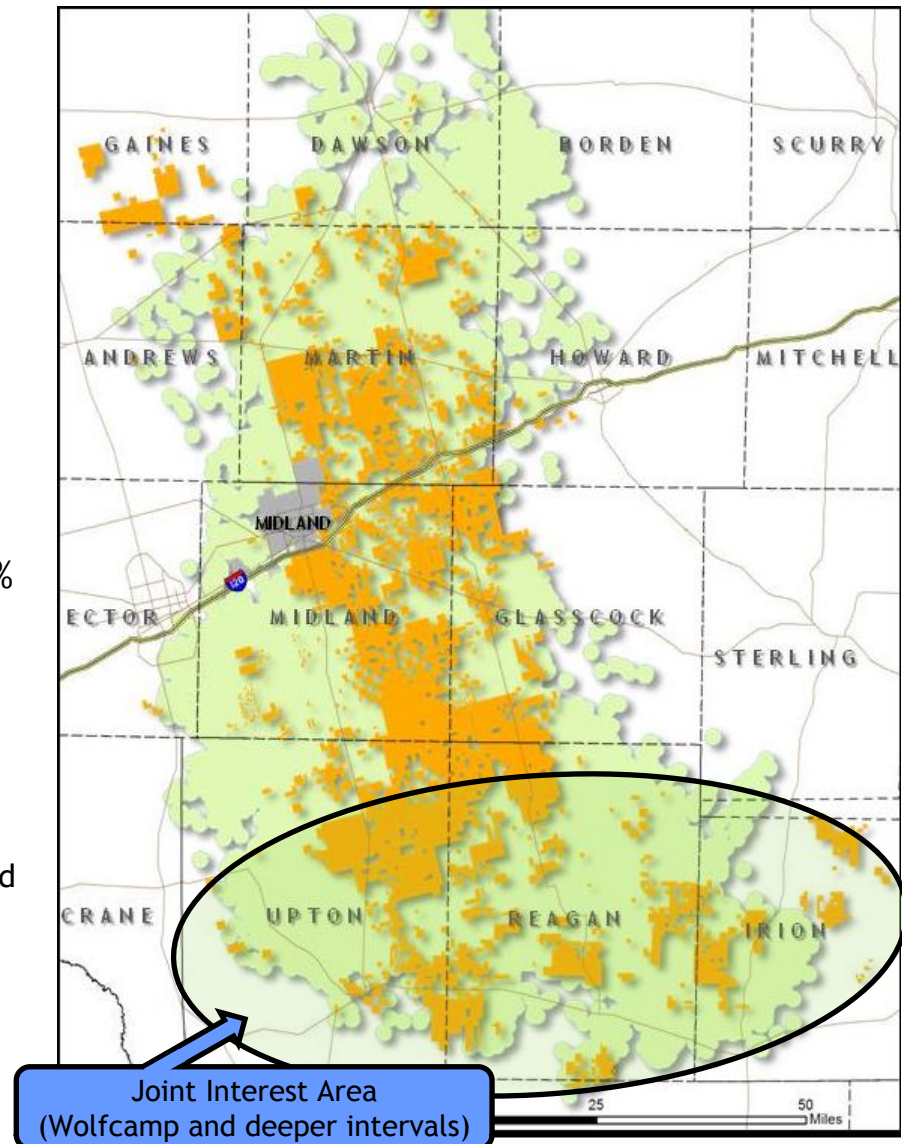 GAINES
DAWSON
BORDEN
SCURRY
ANDREWS
MARTIN
HOWARD
MITCHELL
MIDLAND
%
ECTOR
MIDLAND
GLASSCOCK
STERLING
d
CRANE
UPTON
REAGAN
IRION
Joint Interest Area
(Wolfcamp and deeper intervals)
25
50
Miles